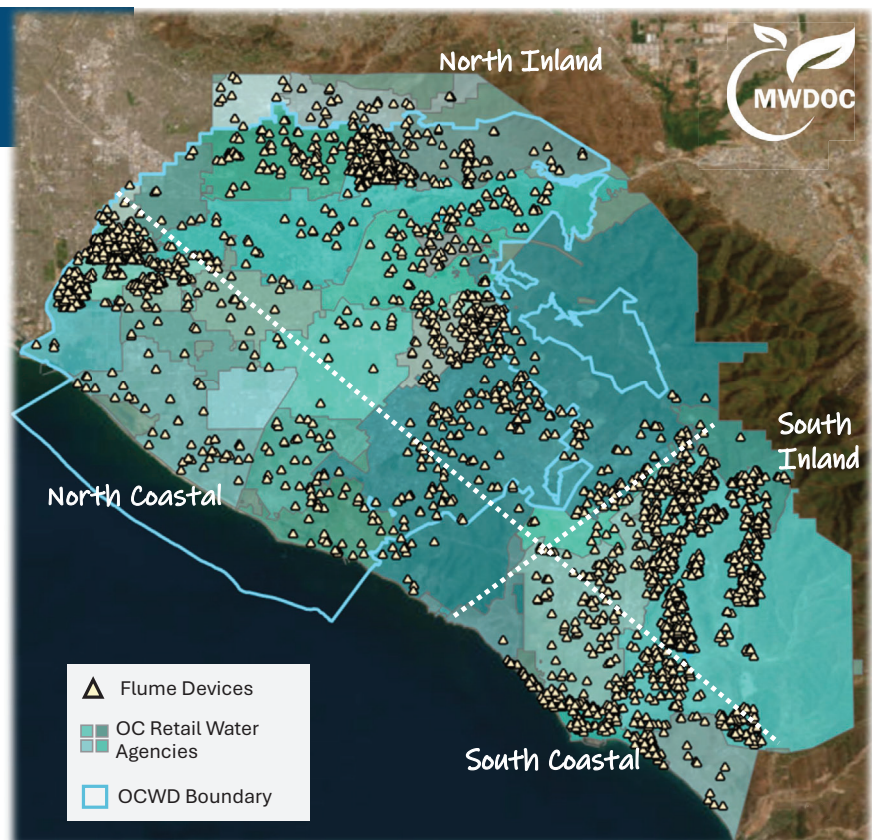 North Inland
MWDOC
South
Inland
North Coastal
South Coastal
Flume Devices
OC Retail Water
Agencies
OCWD Boundary